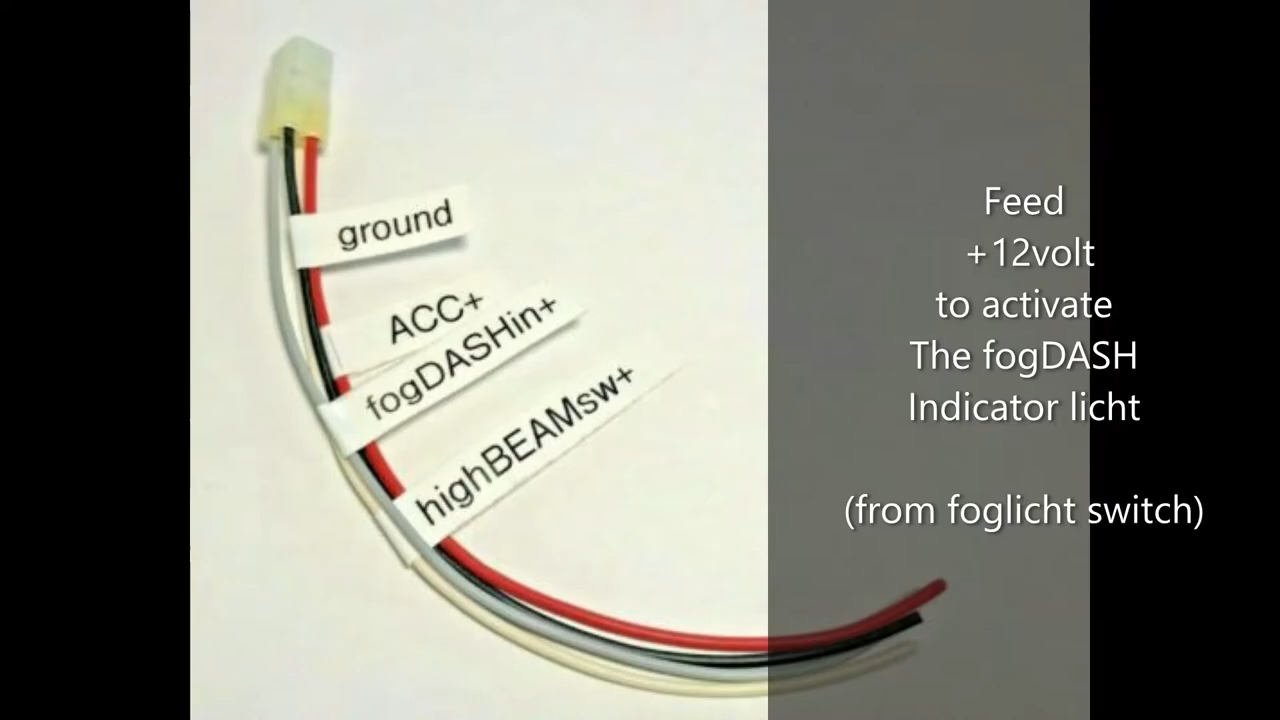 ground
ACC+
fogDASHin+
highBEAMsw+
Feed
+12volt
to activate
The fogDASH
Indicator licht
(from foglicht switch)